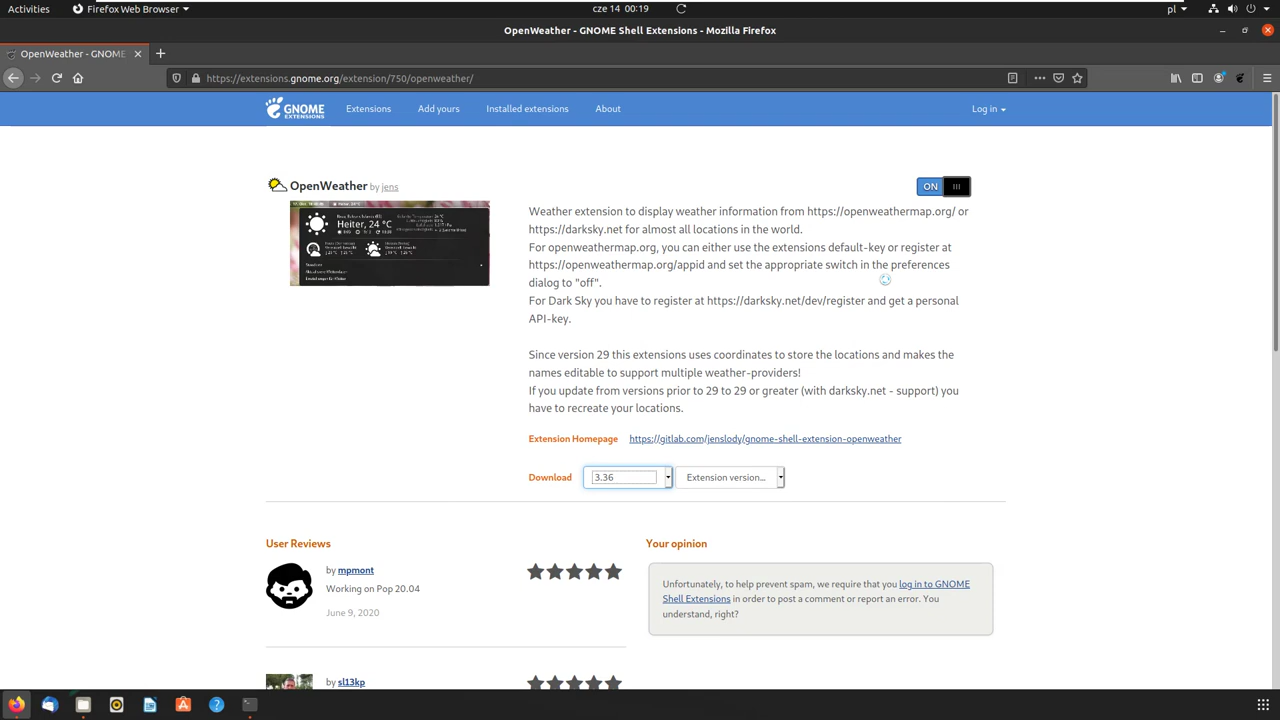 Activities
Firefox Web Browser
cze 14 00:19
pl
OpenWeather - GNOME Shell Extensions - Mozilla Firefox
OpenWeather - GNOME
https://extensions.gnome.org/extension/750/openweather/
GNOME
EXTENSIONS
Extensions
Add yours
Installed extensions
About
Log in
OpenWeather by jens
ON
Heiter, 24 °C
Weather extension to display weather information from https://openweathermap.org/ or
https://darksky.net for almost all locations in the world.
For openweathermap.org, you can either use the extensions default-key or register at
https://openweathermap.org/appid and set the appropriate switch in the preferences
dialog to "off".
For Dark Sky you have to register at https://darksky.net/dev/register and get a personal
API-key.
Since version 29 this extensions uses coordinates to store the locations and makes the
names editable to support multiple weather-providers!
If you update from versions prior to 29 to 29 or greater (with darksky.net - support) you
have to recreate your locations.
Extension Homepage
https://gitlab.com/jenslody/gnome-shell-extension-openweather
Download
3.36
Extension version...
User Reviews
by mpmont
Working on Pop 20.04
June 9, 2020
by sl13kp
Your opinion
Unfortunately, to help prevent spam, we require that you log in to GNOME
Shell Extensions in order to post a comment or report an error. You
understand, right?